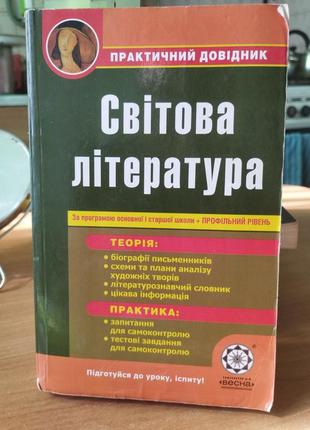 ПРАКТИЧНИЙ ДОВІДНИК
Світова
література
За програмою основної і старшої школи + ПРОФІЛЬНИЙ РІВЕНЬ
ТЕОРІЯ:
• біографії письменників
• схеми та плани аналізу
художніх творів
• літературознавчий словник
• цікава інформація
ПРАКТИКА:
• запитання
для самоконтролю
• тестові завдання
для самоконтролю
Підготуйся до уроку, іспиту!
«весна»